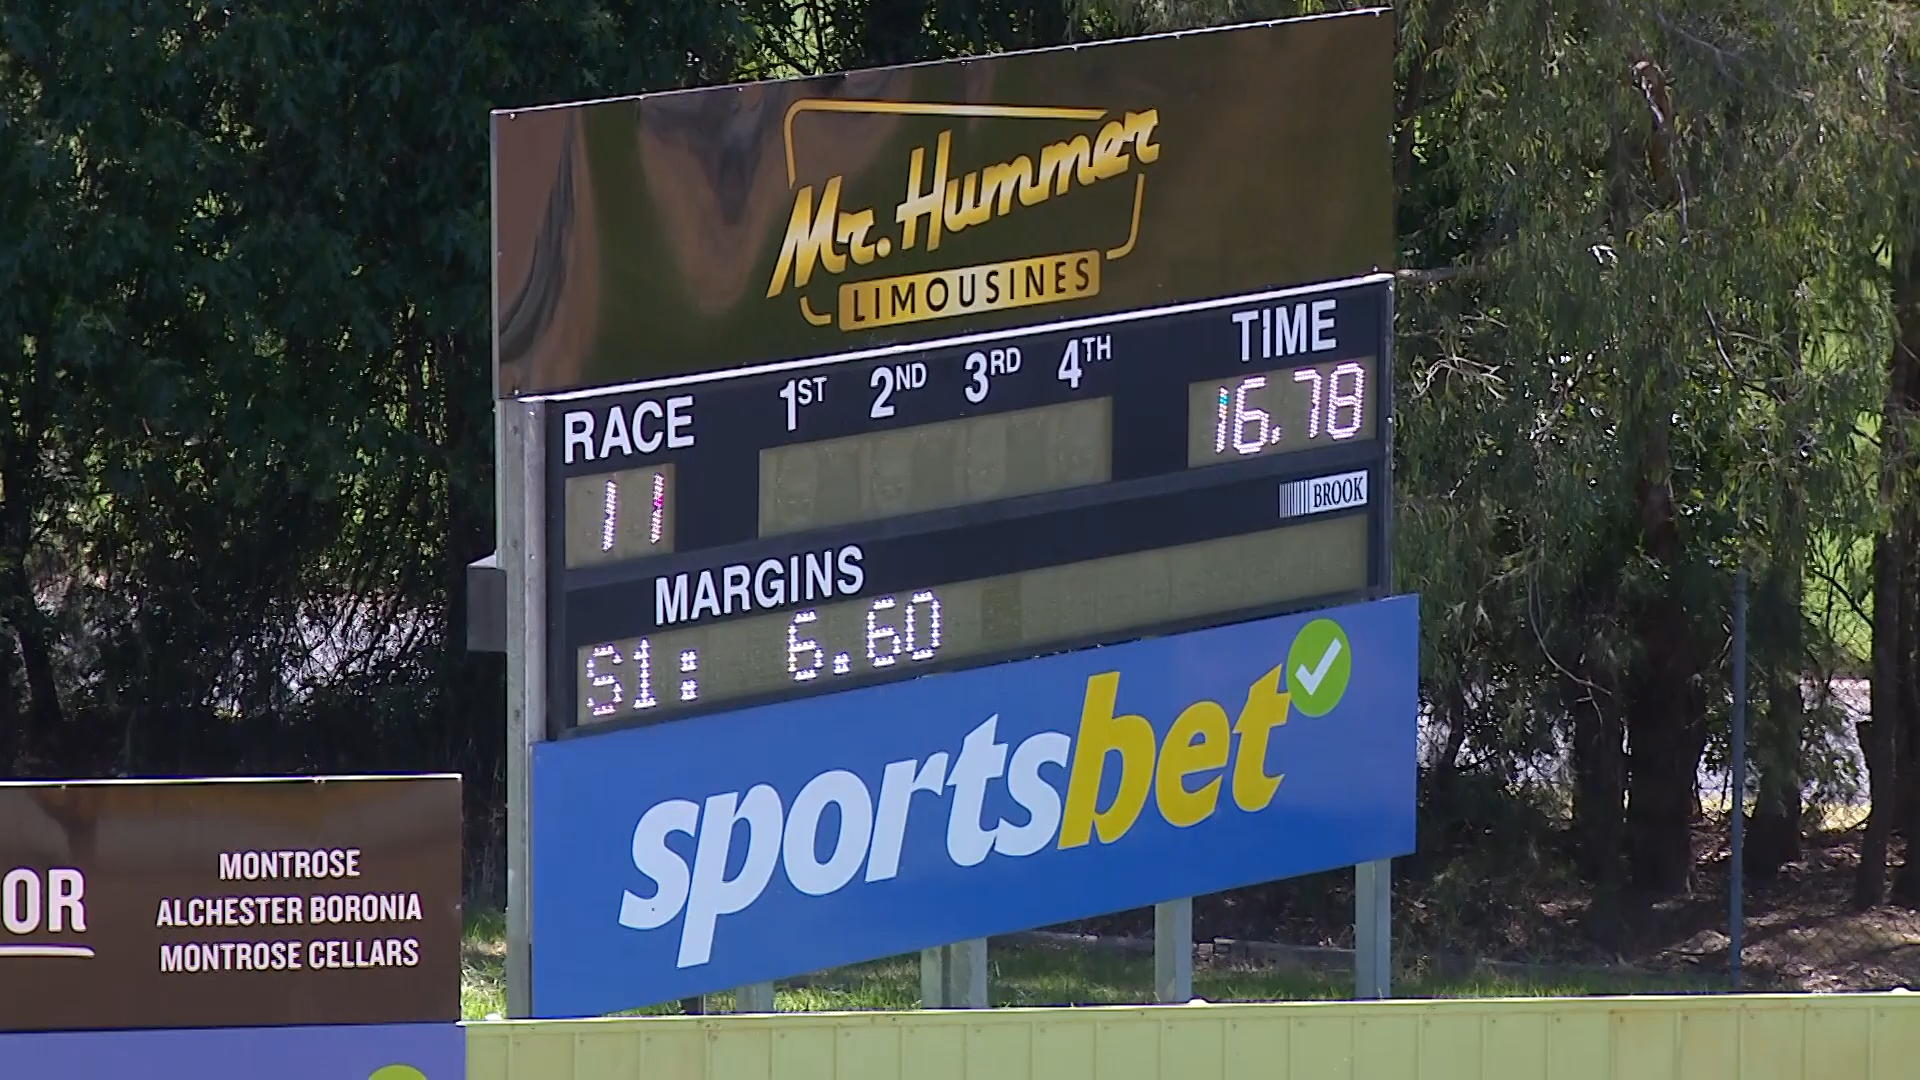 Mr. Hummer
LIMOUSINES
RACE 1ST 2ND 3RD 4TH TIME
11 16.78
BROOK
MARGINS
S1: 6.60
sportsbet
OR
MONTROSE
ALCHESTER BORONIA
MONTROSE CELLARS